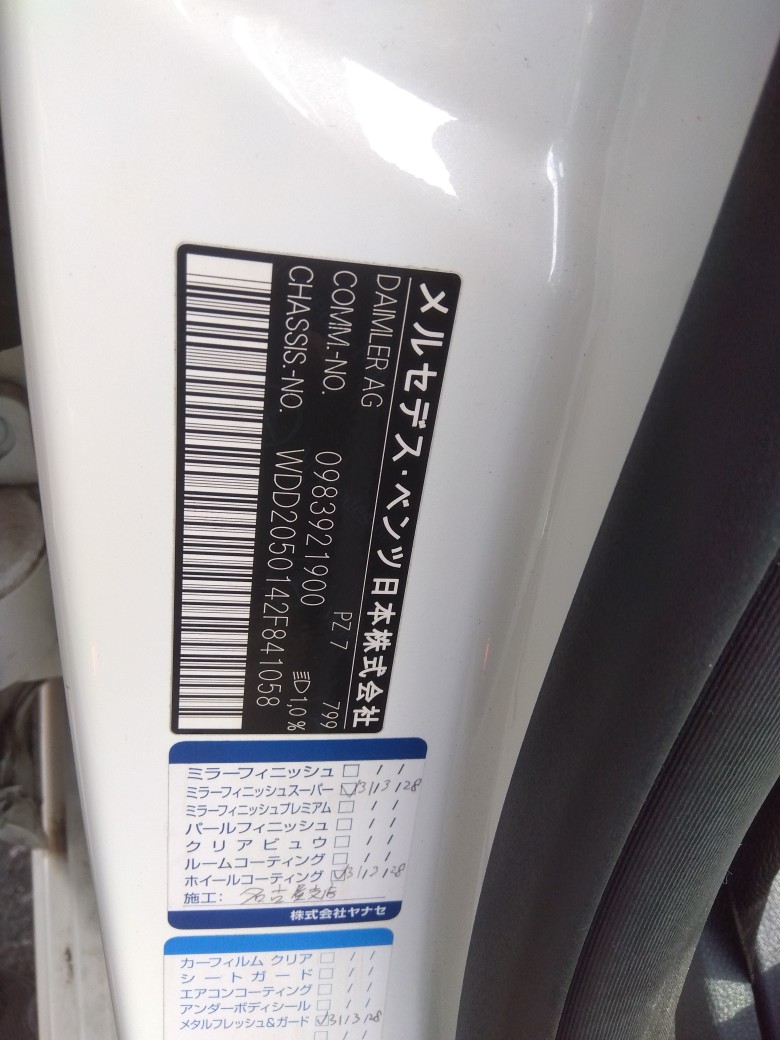 メルセデス・ベンツ日本株式会社
DAIMLER AG
COMM.-NO. 0983921900 PZ 7 799
CHASSIS.-NO. WDD2050142F841058 1,0%
ミラーフィニッシュ □ / /
ミラーフィニッシュスーパー ☑
ミラーフィニッシュプレミアム □ / /
パールフィニッシュ □ / /
クリアビュウ □ / /
ルームコーティング □ / /
ホイールコーティング ☑
施工: 名古屋支店
株式会社ヤナセ
カーフィルム クリア □ / /
シートガード □ / /
エアコンコーティング □ / /
アンダーボディシール □ / /
メタルフレッシュ&ガード ☑
□ / /